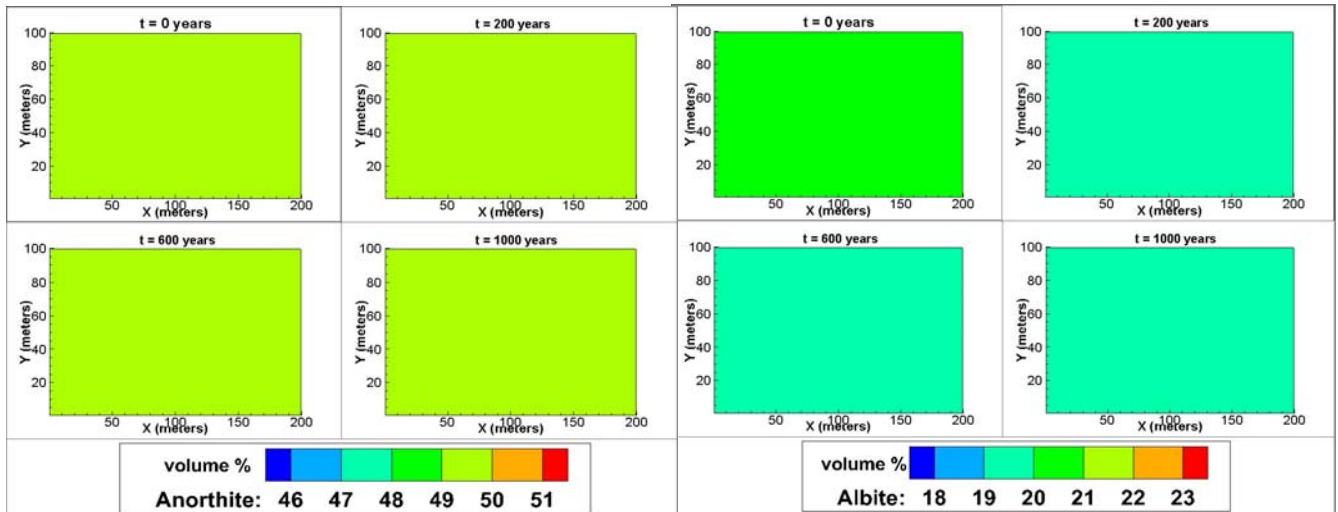 t = 0 years
100
80
60
40
20
Y (meters)
50 100 150 200
X (meters)
t = 200 years
100
80
60
40
20
Y (meters)
50 100 150 200
X (meters)
t = 600 years
100
80
60
40
20
Y (meters)
50 100 150 200
X (meters)
t = 1000 years
100
80
60
40
20
Y (meters)
50 100 150 200
X (meters)
volume %
Anorthite: 46 47 48 49 50 51
t = 0 years
100
80
60
40
20
Y (meters)
50 100 150 200
X (meters)
t = 200 years
100
80
60
40
20
Y (meters)
50 100 150 200
X (meters)
t = 600 years
100
80
60
40
20
Y (meters)
50 100 150 200
X (meters)
t = 1000 years
100
80
60
40
20
Y (meters)
50 100 150 200
X (meters)
volume %
Albite: 18 19 20 21 22 23